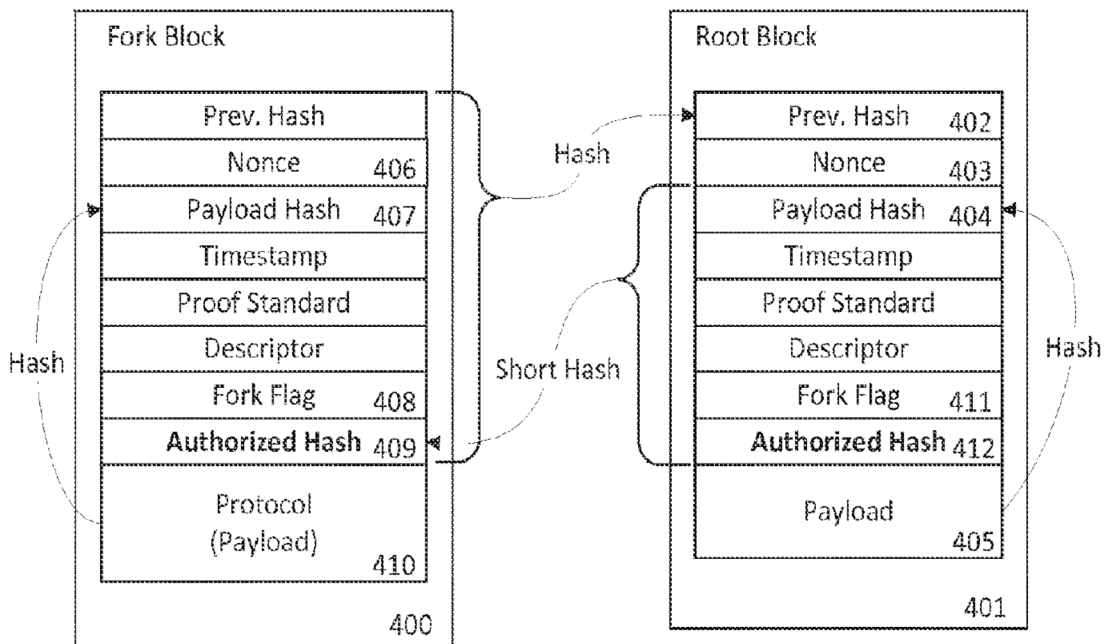 Fork Block
Prev. Hash
Nonce 406
Payload Hash 407
Timestamp
Proof Standard
Descriptor
Fork Flag 408
Authorized Hash 409
Protocol
(Payload)
410
400
Hash
Hash
Short Hash
Root Block
Prev. Hash 402
Nonce 403
Payload Hash 404
Timestamp
Proof Standard
Descriptor
Fork Flag 411
Authorized Hash 412
Payload
405
401
Hash